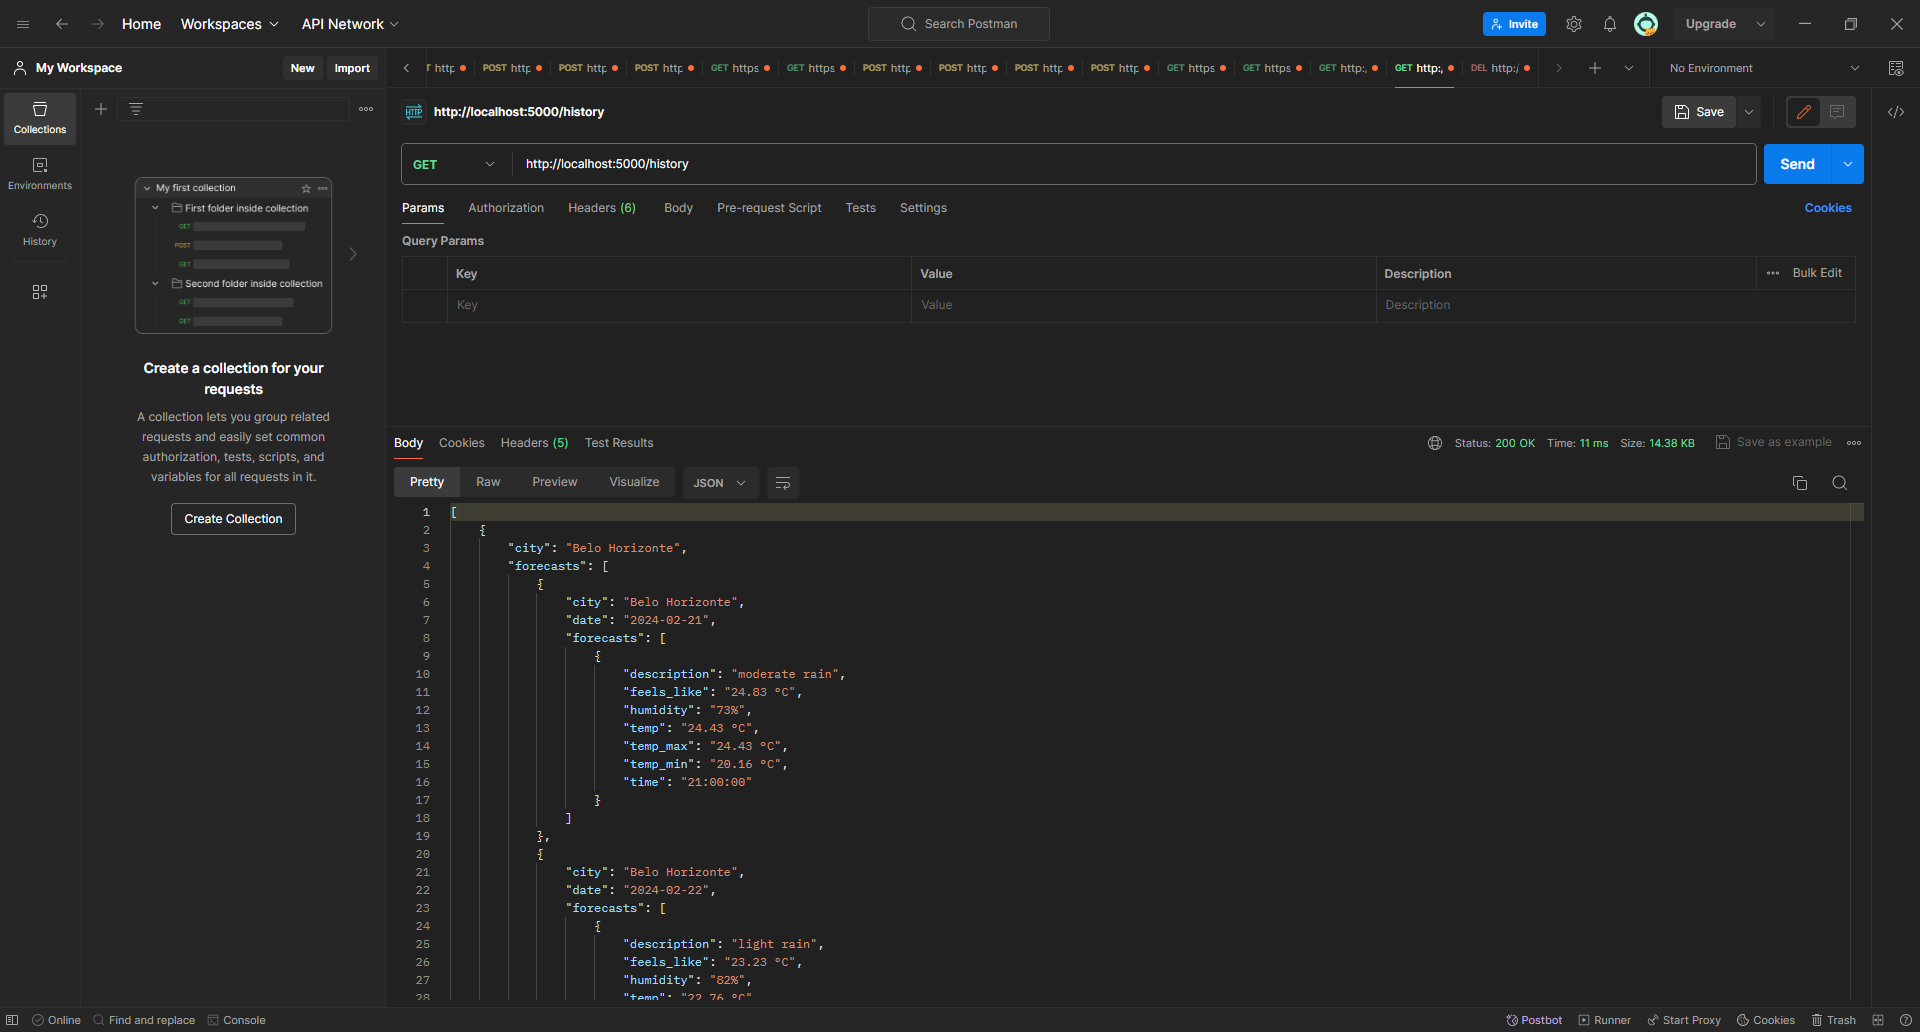 Home Workspaces API Network Search Postman Invite Upgrade
My Workspace New Import
http POST http POST http POST http GET https GET https POST http POST http POST http POST http GET https GET https GET http:, GET http:, DEL http:/ No Environment
Collections
Environments
History
My first collection
First folder inside collection
GET
POST
GET
Second folder inside collection
GET
GET
Create a collection for your
requests
A collection lets you group related
requests and easily set common
authorization, tests, scripts, and
variables for all requests in it.
Create Collection
HTTP http://localhost:5000/history Save
GET http://localhost:5000/history Send
Params Authorization Headers (6) Body Pre-request Script Tests Settings Cookies
Query Params
Key Value Description Bulk Edit
Key Value Description
Body Cookies Headers (5) Test Results Status: 200 OK Time: 11 ms Size: 14.38 KB Save as example
Pretty Raw Preview Visualize JSON
1 [
2 {
3 "city": "Belo Horizonte",
4 "forecasts": [
5 {
6 "city": "Belo Horizonte",
7 "date": "2024-02-21",
8 "forecasts": [
9 {
10 "description": "moderate rain",
11 "feels_like": "24.83 °C",
12 "humidity": "73%",
13 "temp": "24.43 °C",
14 "temp_max": "24.43 °C",
15 "temp_min": "20.16 °C",
16 "time": "21:00:00"
17 }
18 ]
19 },
20 {
21 "city": "Belo Horizonte",
22 "date": "2024-02-22",
23 "forecasts": [
24 {
25 "description": "light rain",
26 "feels_like": "23.23 °C",
27 "humidity": "82%",
28 "temp": "22.76 °C"
Online Find and replace Console Postbot Runner Start Proxy Cookies Trash